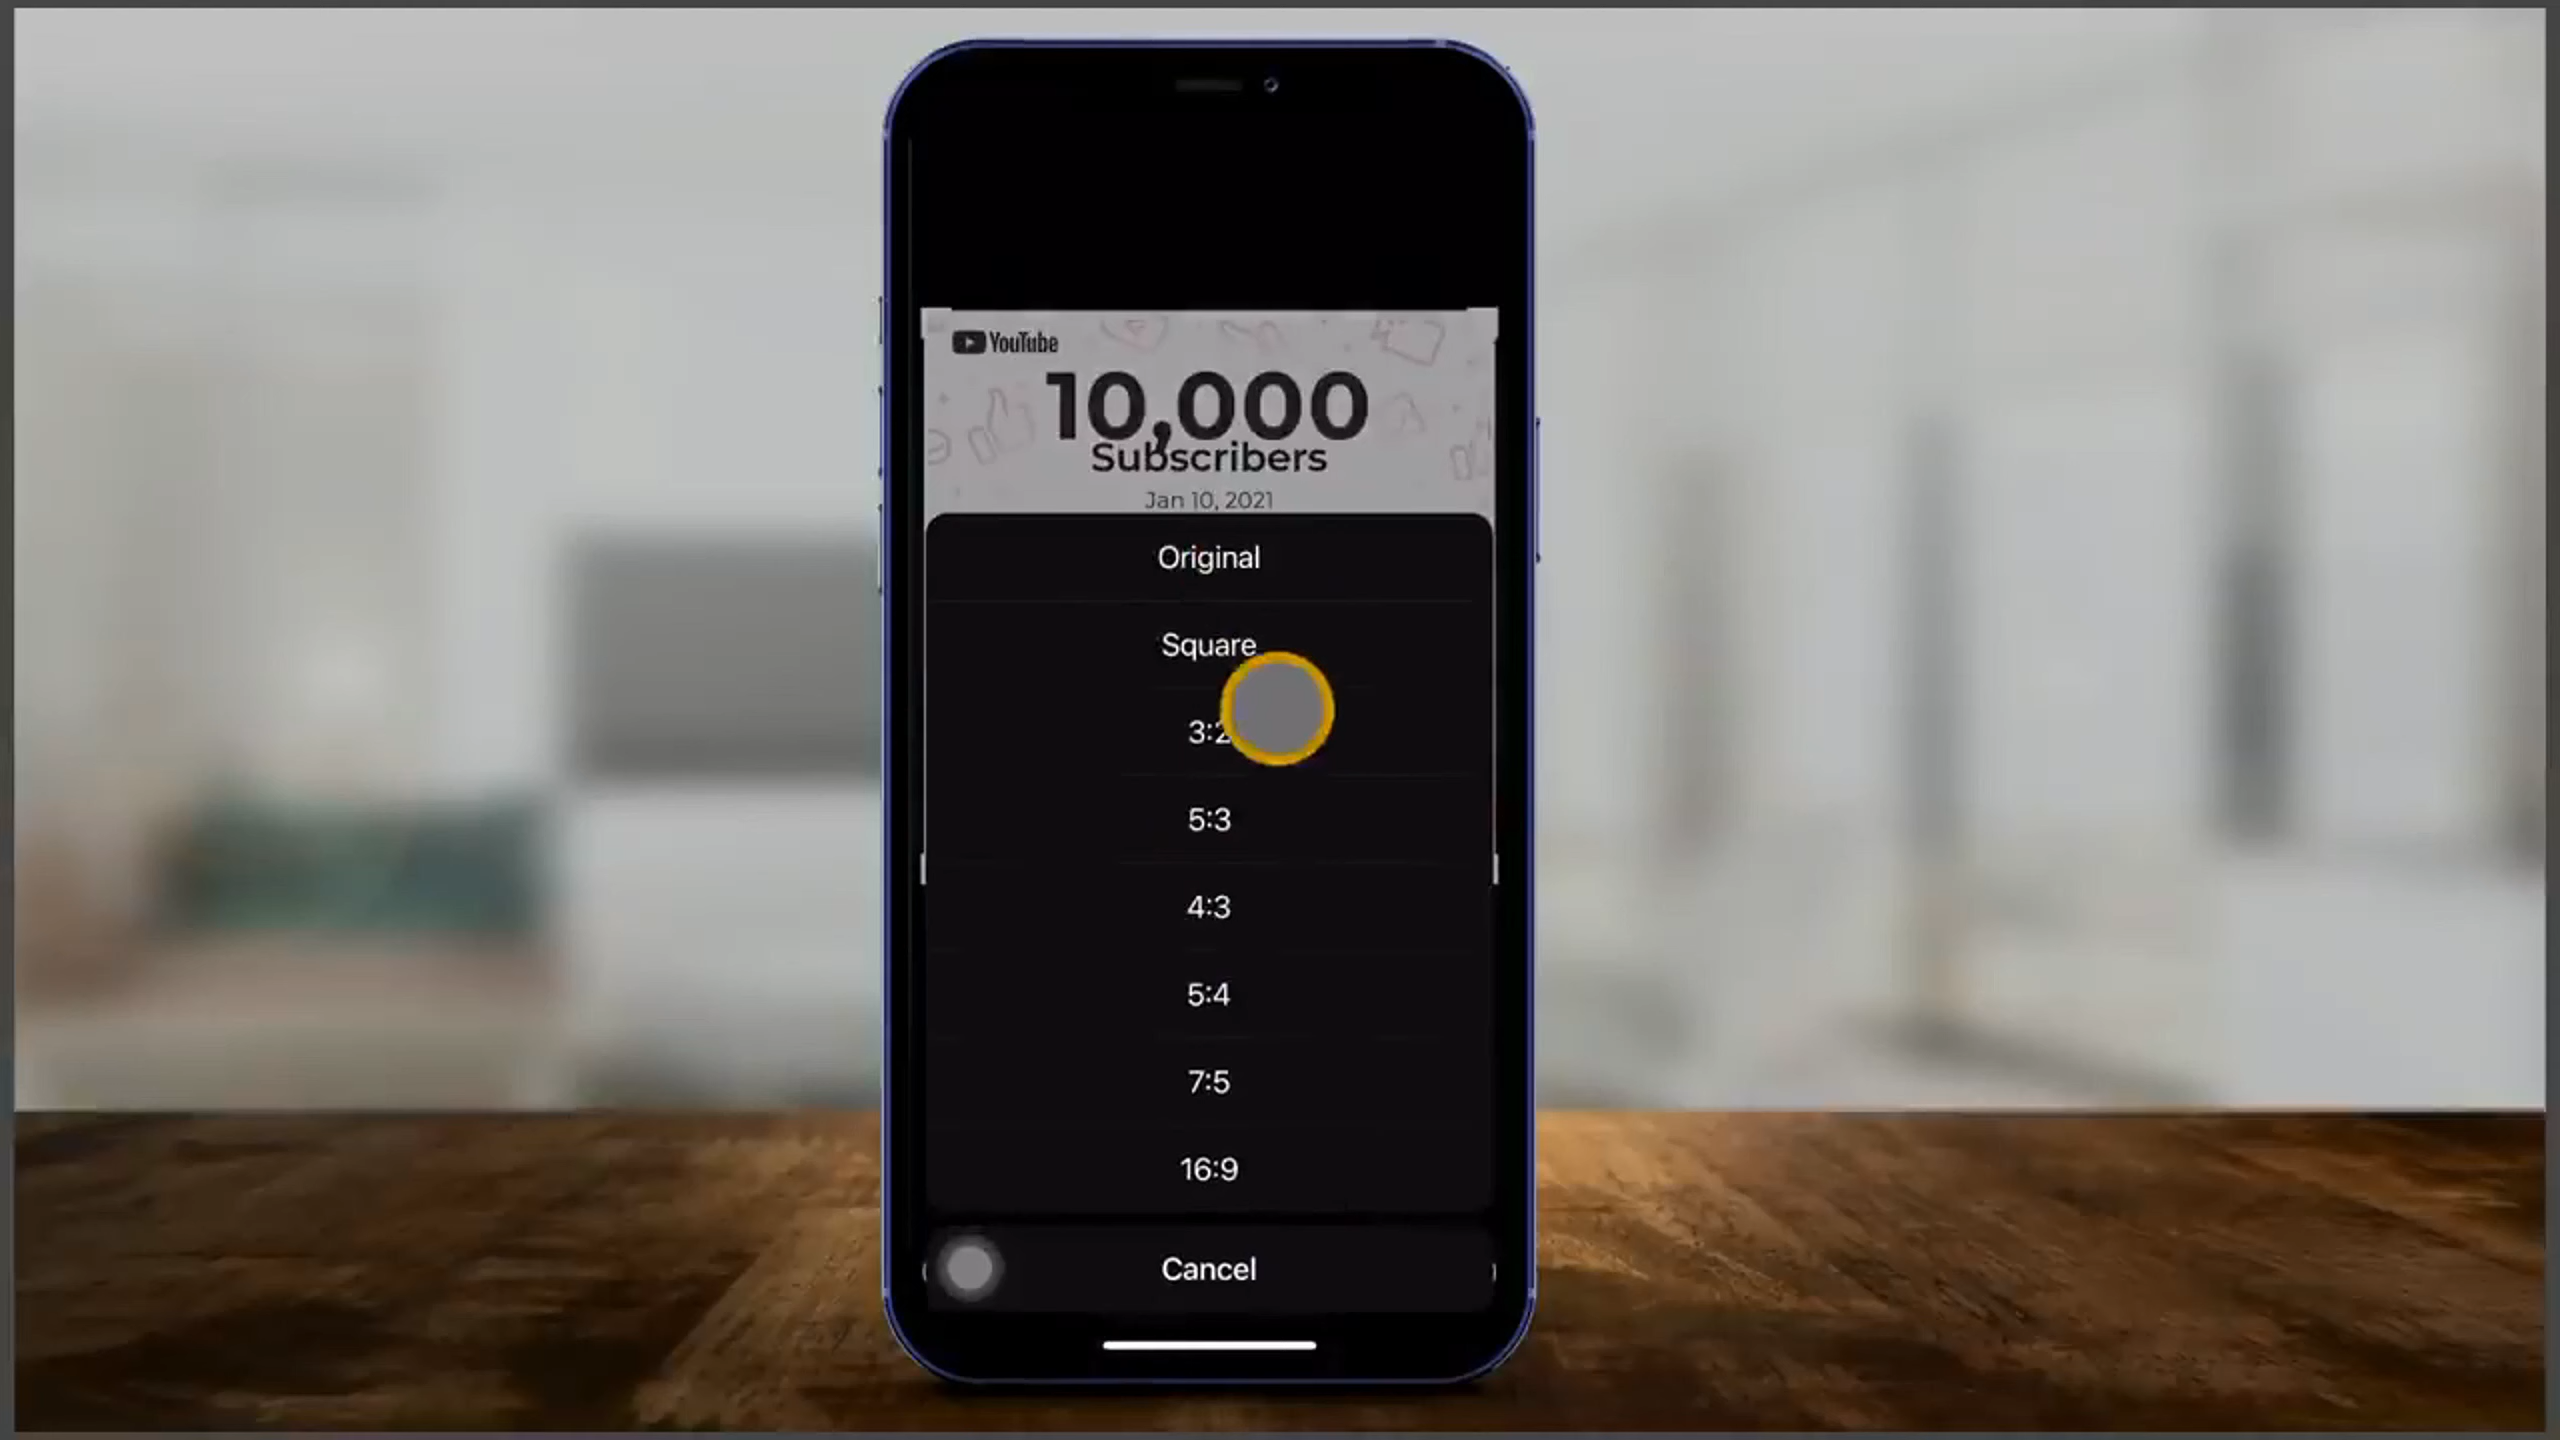 YouTube
10,000
Subscribers
Jan 10, 2021
Original
Square
3:2
5:3
4:3
5:4
7:5
16:9
Cancel